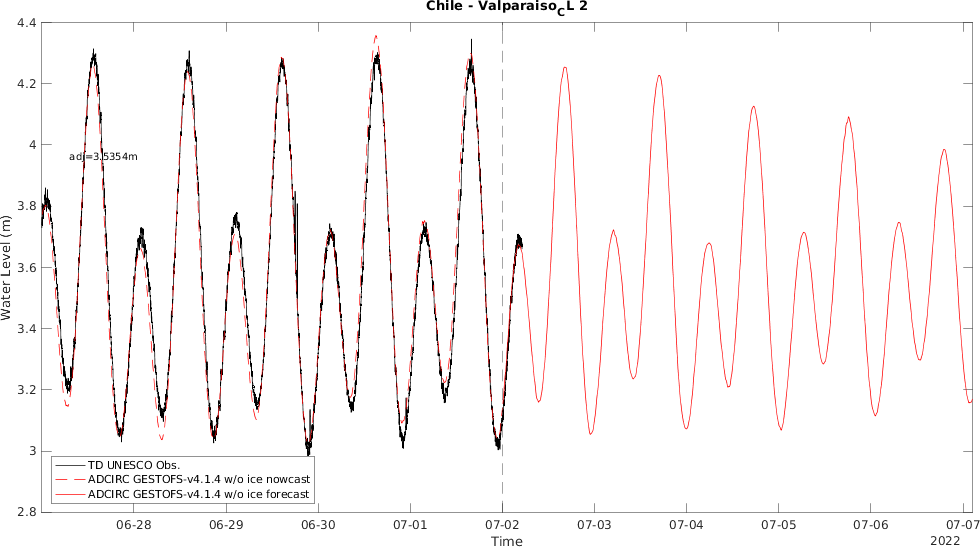 Chile - Valparaiso_CL 2
4.4
4.2
4
3.8
3.6
3.4
3.2
3
2.8
Water Level (m)
adj=3.5354m
TD UNESCO Obs.
ADCIRC GESTOFS-v4.1.4 w/o ice nowcast
ADCIRC GESTOFS-v4.1.4 w/o ice forecast
06-28 06-29 06-30 07-01 07-02 07-03 07-04 07-05 07-06 07-07
Time
2022